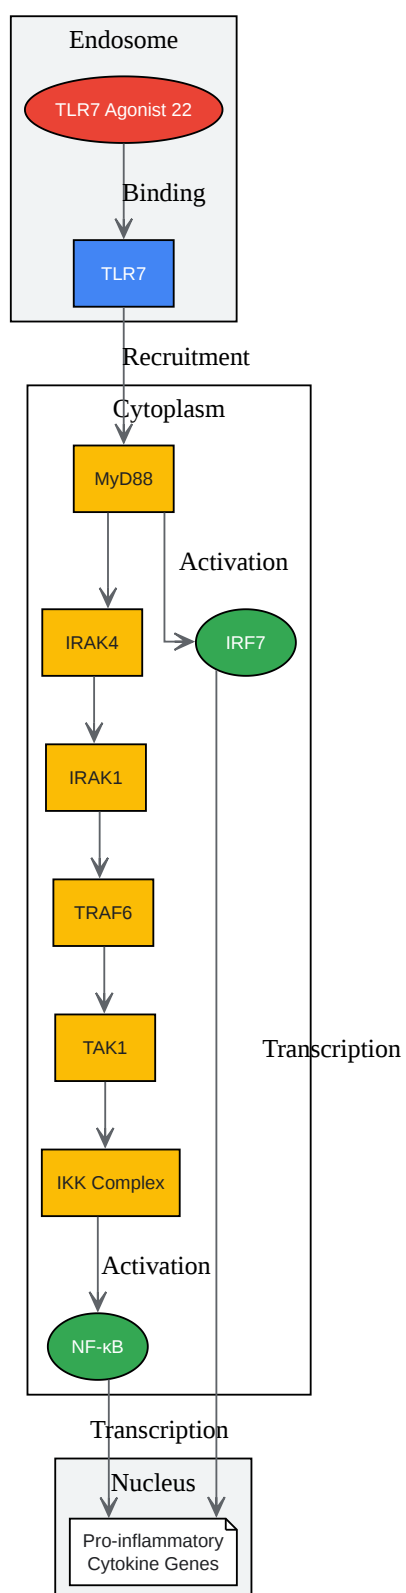 Endosome
TLR7 Agonist 22
Binding
TLR7
Recruitment
Cytoplasm
MyD88
Activation
IRAK4
IRF7
IRAK1
TRAF6
TAK1
Transcription
IKK Complex
Activation
NF-κB
Transcription
Nucleus
Pro-inflammatory
Cytokine Genes